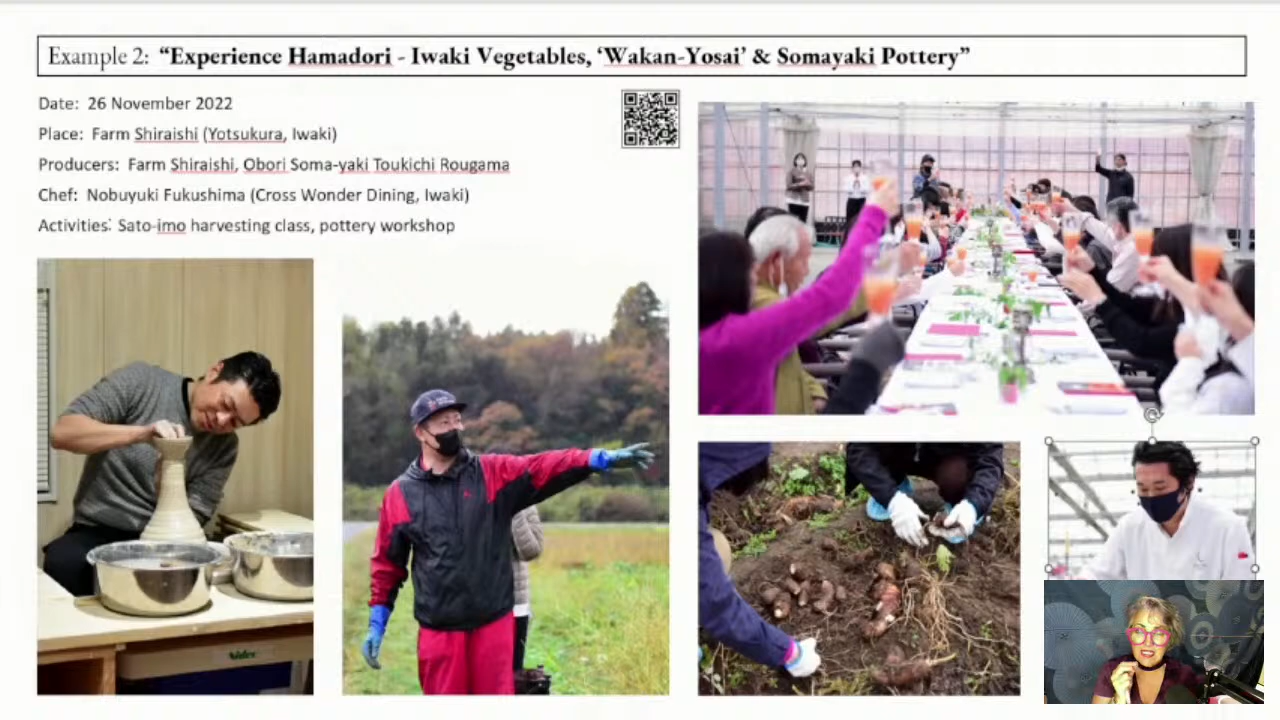 Example 2: “Experience Hamadori - Iwaki Vegetables, ‘Wakan-Yosai’ & Somayaki Pottery”
Date: 26 November 2022
Place: Farm Shiraishi (Yotsukura, Iwaki)
Producers: Farm Shiraishi, Obori Soma-yaki Toukichi Rougama
Chef: Nobuyuki Fukushima (Cross Wonder Dining, Iwaki)
Activities: Sato-imo harvesting class, pottery workshop